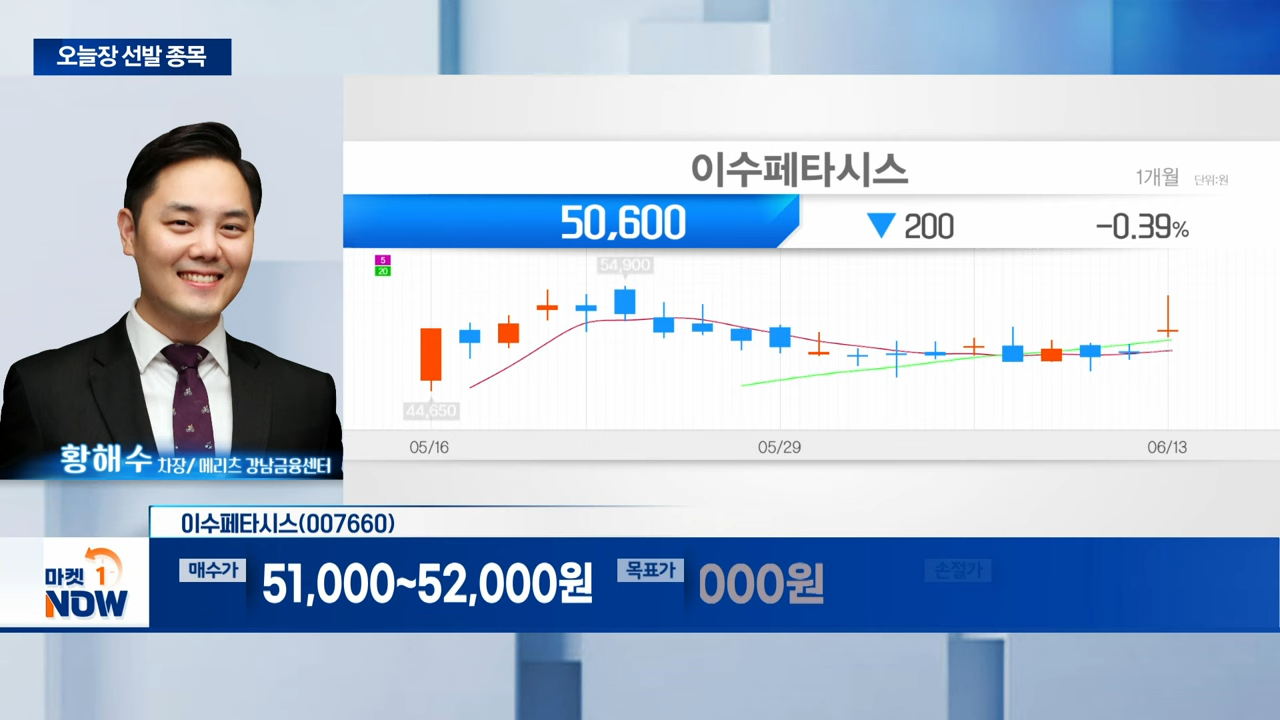 오늘장 선발 종목
이수페타시스
1개월 단위:원
50,600 ▼ 200 -0.39%
5
20
54,900
44,650
05/16 05/29 06/13
황해수 차장/ 메리츠 강남금융센터
이수페타시스(007660)
마켓 1
NOW
매수가 51,000~52,000원 목표가 000원 손절가